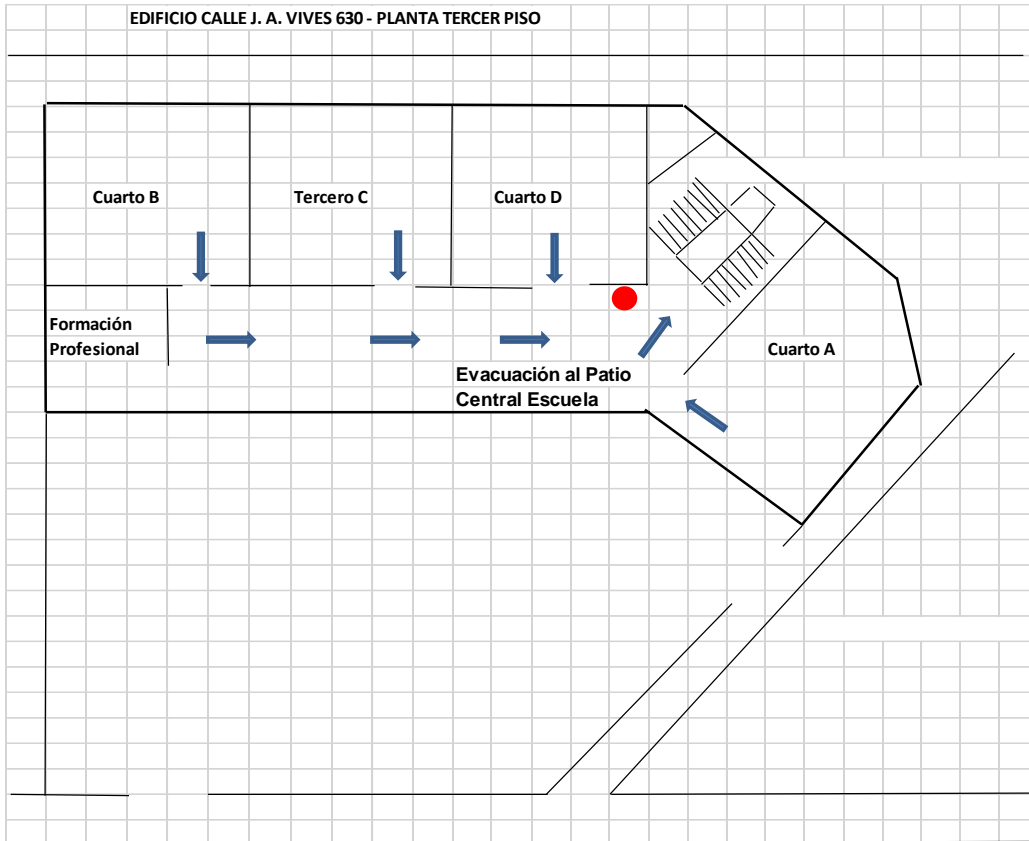 EDIFICIO CALLE J. A. VIVES 630 - PLANTA TERCER PISO
Cuarto B
Tercero C
Cuarto D
Formación
Profesional
Cuarto A
Evacuación al Patio
Central Escuela